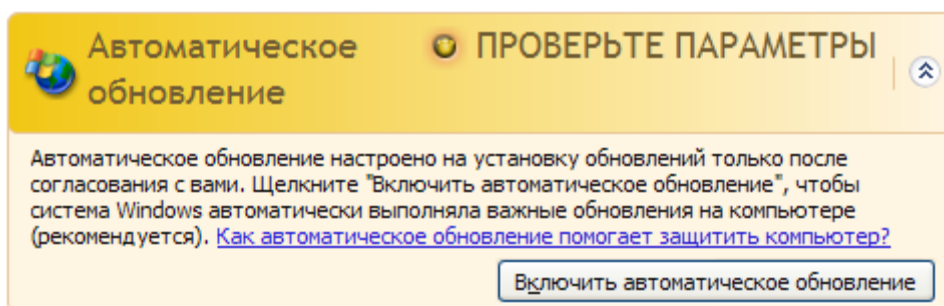 Автоматическое обновление
ПРОВЕРЬТЕ ПАРАМЕТРЫ
Автоматическое обновление настроено на установку обновлений только после
согласования с вами. Щелкните "Включить автоматическое обновление", чтобы
система Windows автоматически выполняла важные обновления на компьютере
(рекомендуется). Как автоматическое обновление помогает защитить компьютер?
Включить автоматическое обновление